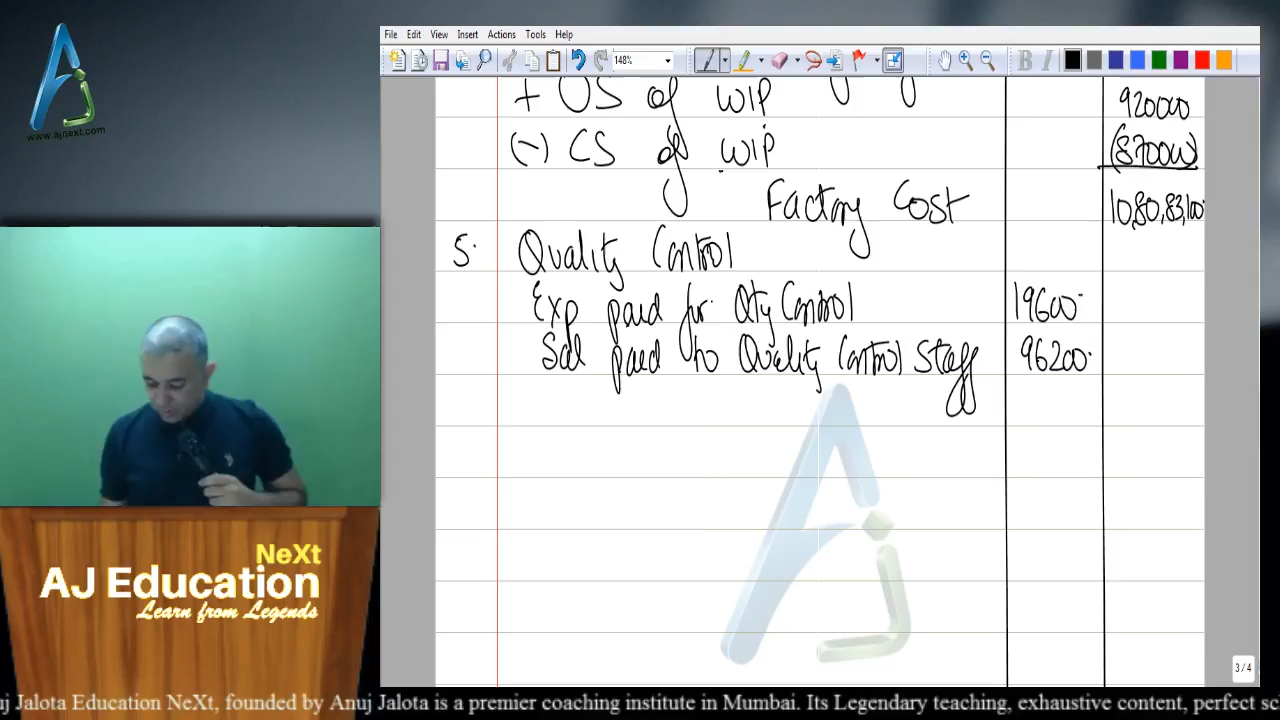 www.ajnext.com
File Edit View Insert Actions Tools Help
148%
B I
+ OS of WIP 920000
(-) CS of WIP (870000)
Factory Cost 10,80,83,100
5. Quality Control
Exp paid for Qty Control 19600
Sal paid to Quality Control Staff 96200
NeXt
AJ Education
Learn from Legends
3/4
uj Jalota Education NeXt, founded by Anuj Jalota is a premier coaching institute in Mumbai. Its Legendary teaching, exhaustive content, perfect sc